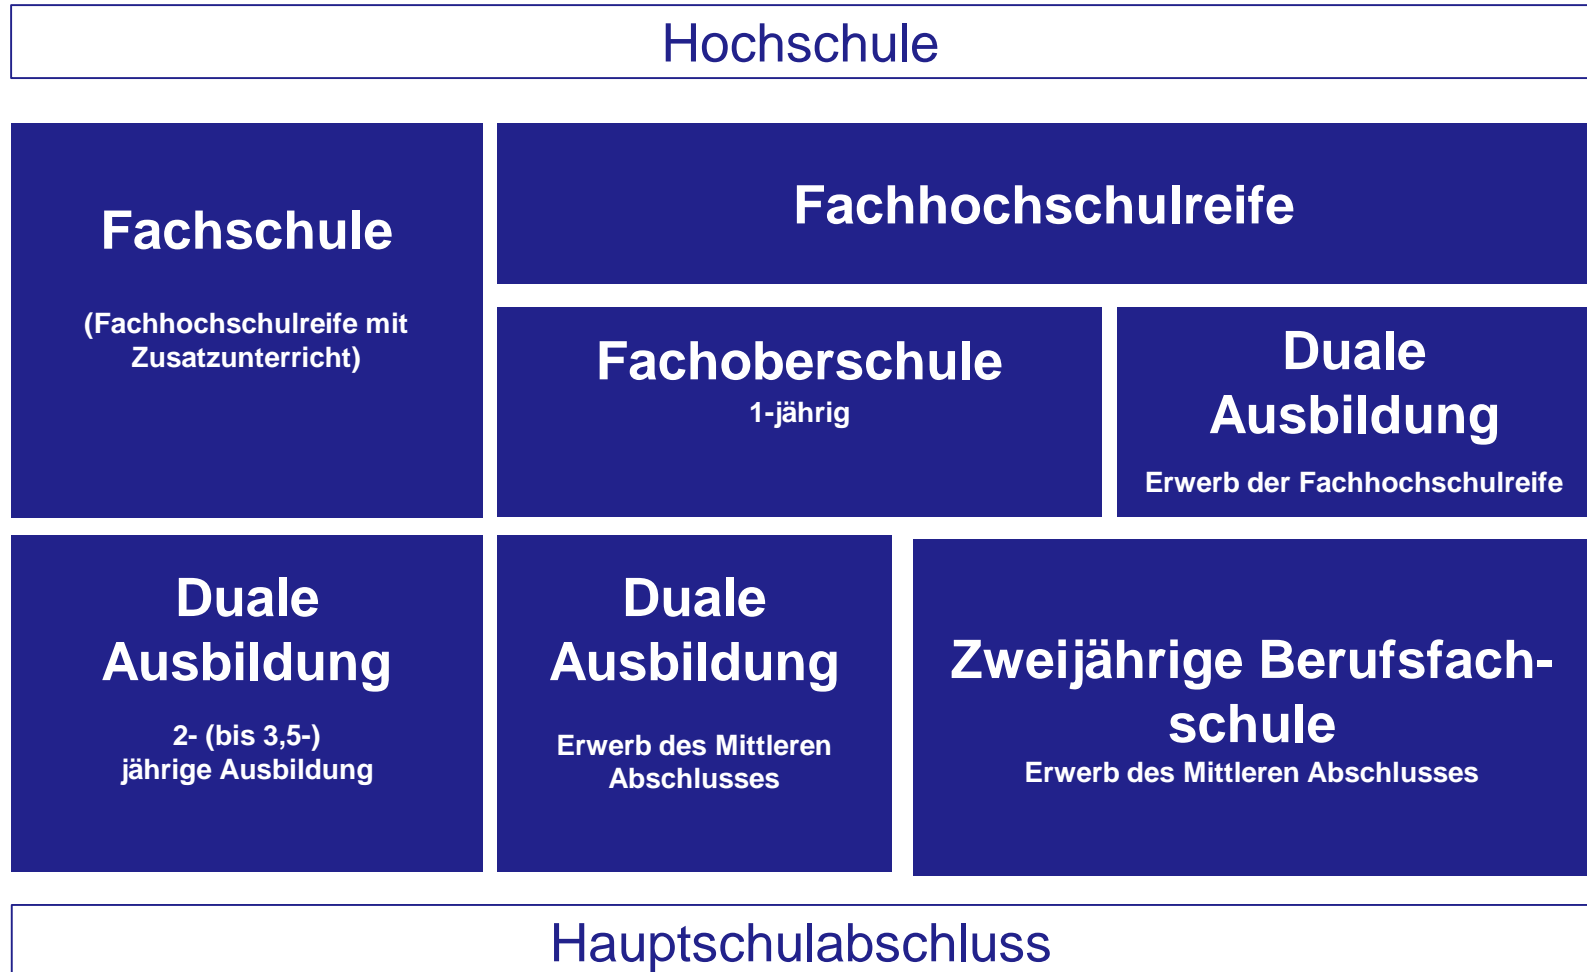 Hochschule
Fachschule
(Fachhochschulreife mit
Zusatzunterricht)
Fachhochschulreife
Fachoberschule
1-jährig
Duale
Ausbildung
Erwerb der Fachhochschulreife
Duale
Ausbildung
2- (bis 3,5-)
jährige Ausbildung
Duale
Ausbildung
Erwerb des Mittleren
Abschlusses
Zweijährige Berufsfach-
schule
Erwerb des Mittleren Abschlusses
Hauptschulabschluss